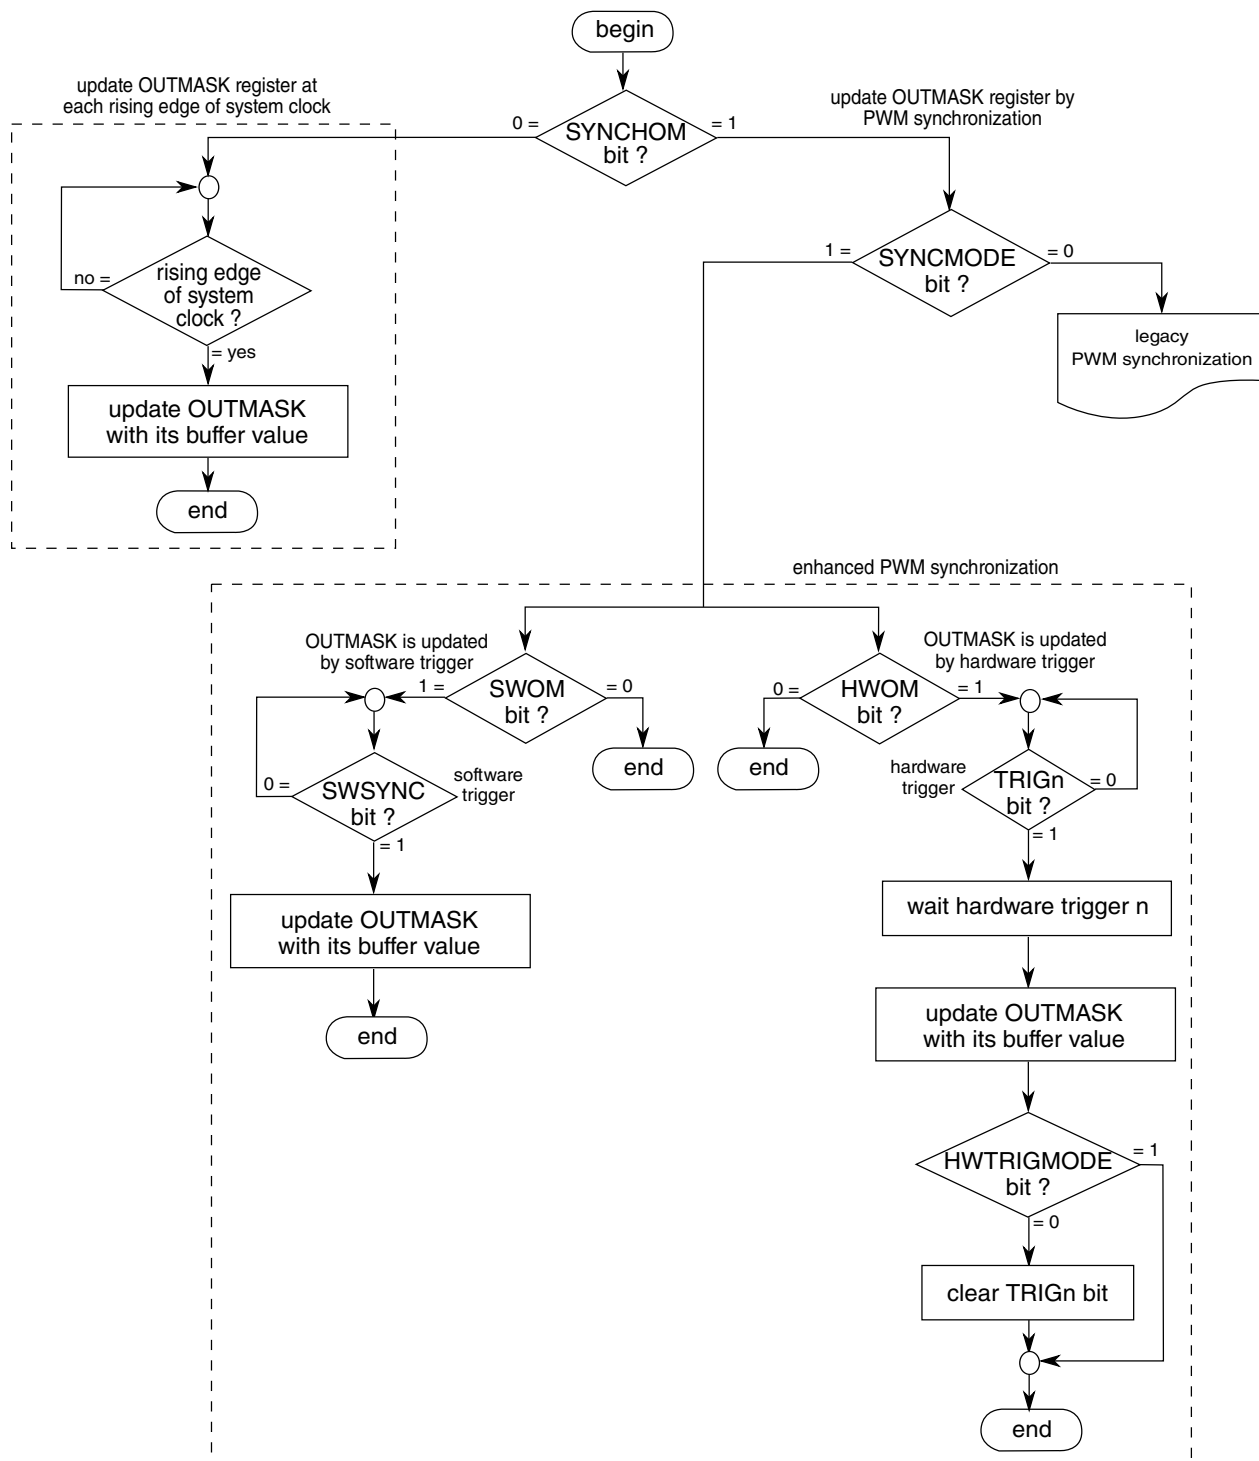 begin
update OUTMASK register at
each rising edge of system clock
update OUTMASK register by
PWM synchronization
0 =
SYNCHOM
bit ?
= 1
1 =
SYNCMODE
bit ?
= 0
no =
rising edge
of system
clock ?
= yes
legacy
PWM synchronization
update OUTMASK
with its buffer value
end
enhanced PWM synchronization
OUTMASK is updated
by software trigger
OUTMASK is updated
by hardware trigger
1 =
SWOM
bit ?
= 0
0 =
HWOM
bit ?
= 1
end
end
0 =
SWSYNC
bit ?
software
trigger
= 1
hardware
trigger
TRIGn
bit ?
= 0
= 1
update OUTMASK
with its buffer value
end
wait hardware trigger n
update OUTMASK
with its buffer value
HWTRIGMODE
bit ?
= 1
= 0
clear TRIGn bit
end